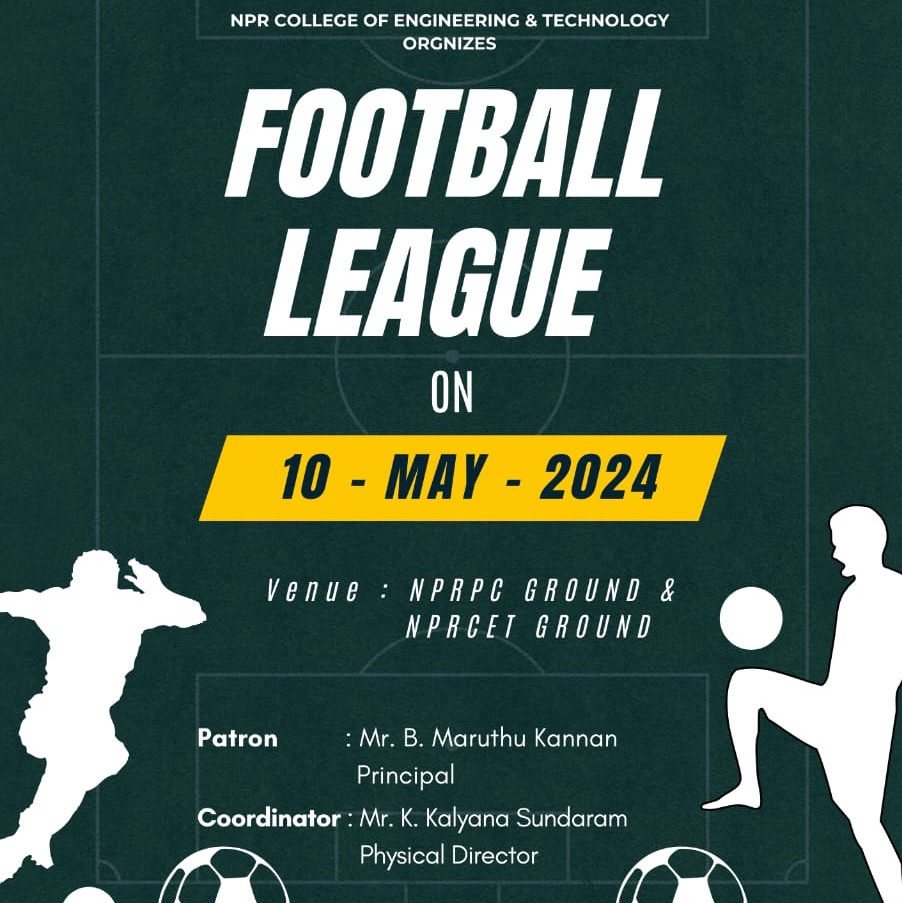 NPR COLLEGE OF ENGINEERING & TECHNOLOGY
ORGNIZES
FOOTBALL
LEAGUE
ON
10 - MAY - 2024
Venue : NPRPC GROUND &
NPRCET GROUND
Patron : Mr. B. Maruthu Kannan
Principal
Coordinator : Mr. K. Kalyana Sundaram
Physical Director